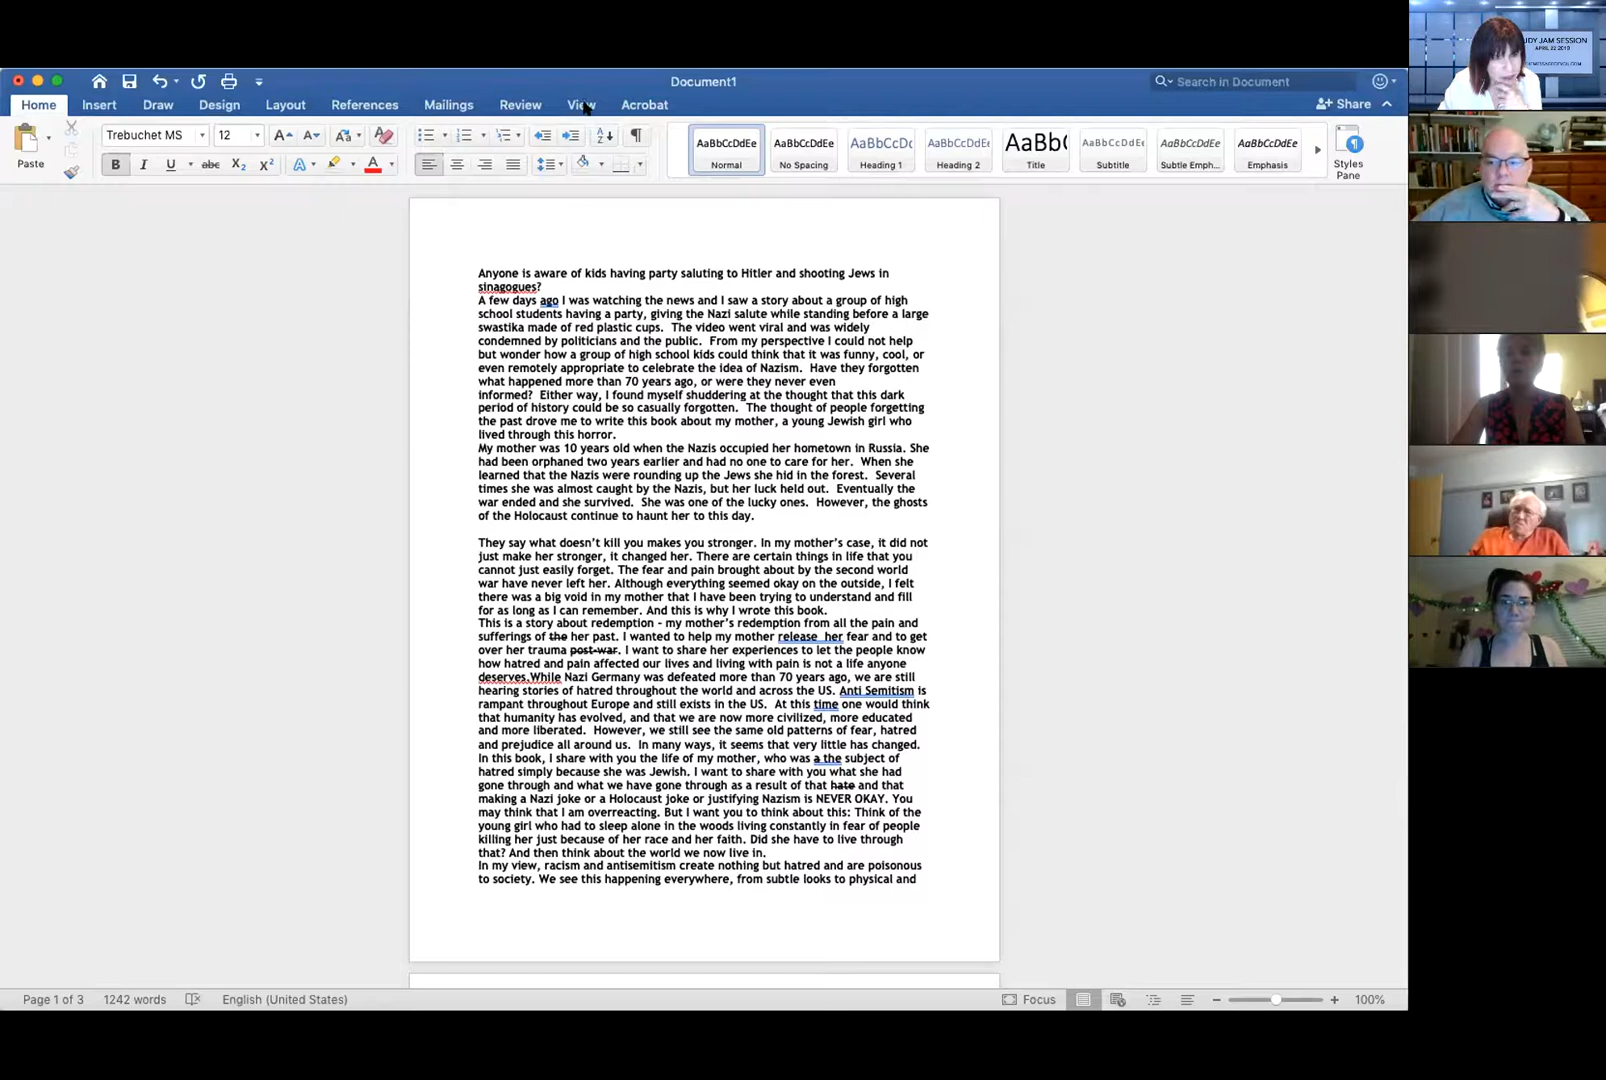 Document1
Search in Document
Home Insert Draw Design Layout References Mailings Review View Acrobat
Share
Paste
Trebuchet MS 12
AaBbCcDdEe AaBbCcDdEe AaBbCcDc AaBbCcDdEe AaBb( AaBbCcDdEe AaBbCcDdEe AaBbCcDdEe
Normal No Spacing Heading 1 Heading 2 Title Subtitle Subtle Emph... Emphasis
Styles
Pane
Anyone is aware of kids having party saluting to Hitler and shooting Jews in
sinagogues?
A few days ago I was watching the news and I saw a story about a group of high
school students having a party, giving the Nazi salute while standing before a large
swastika made of red plastic cups.  The video went viral and was widely
condemned by politicians and the public.  From my perspective I could not help
but wonder how a group of high school kids could think that it was funny, cool, or
even remotely appropriate to celebrate the idea of Nazism.  Have they forgotten
what happened more than 70 years ago, or were they never even
informed?  Either way, I found myself shuddering at the thought that this dark
period of history could be so casually forgotten.  The thought of people forgetting
the past drove me to write this book about my mother, a young Jewish girl who
lived through this horror.
My mother was 10 years old when the Nazis occupied her hometown in Russia. She
had been orphaned two years earlier and had no one to care for her.  When she
learned that the Nazis were rounding up the Jews she hid in the forest.  Several
times she was almost caught by the Nazis, but her luck held out.  Eventually the
war ended and she survived.  She was one of the lucky ones.  However, the ghosts
of the Holocaust continue to haunt her to this day.
They say what doesn't kill you makes you stronger. In my mother's case, it did not
just make her stronger, it changed her. There are certain things in life that you
cannot just easily forget. The fear and pain brought about by the second world
war have never left her. Although everything seemed okay on the outside, I felt
there was a big void in my mother that I have been trying to understand and fill
for as long as I can remember. And this is why I wrote this book.
This is a story about redemption - my mother's redemption from all the pain and
sufferings of the her past. I wanted to help my mother release  her fear and to get
over her trauma post-war. I want to share her experiences to let the people know
how hatred and pain affected our lives and living with pain is not a life anyone
deserves.While Nazi Germany was defeated more than 70 years ago, we are still
hearing stories of hatred throughout the world and across the US. Anti Semitism is
rampant throughout Europe and still exists in the US.  At this time one would think
that humanity has evolved, and that we are now more civilized, more educated
and more liberated.  However, we still see the same old patterns of fear, hatred
and prejudice all around us.  In many ways, it seems that very little has changed.
In this book, I share with you the life of my mother, who was a the subject of
hatred simply because she was Jewish. I want to share with you what she had
gone through and what we have gone through as a result of that hate and that
making a Nazi joke or a Holocaust joke or justifying Nazism is NEVER OKAY. You
may think that I am overreacting. But I want you to think about this: Think of the
young girl who had to sleep alone in the woods living constantly in fear of people
killing her just because of her race and her faith. Did she have to live through
that? And then think about the world we now live in.
In my view, racism and antisemitism create nothing but hatred and are poisonous
to society. We see this happening everywhere, from subtle looks to physical and
Page 1 of 3 1242 words English (United States) Focus 100%
JAM SESSION